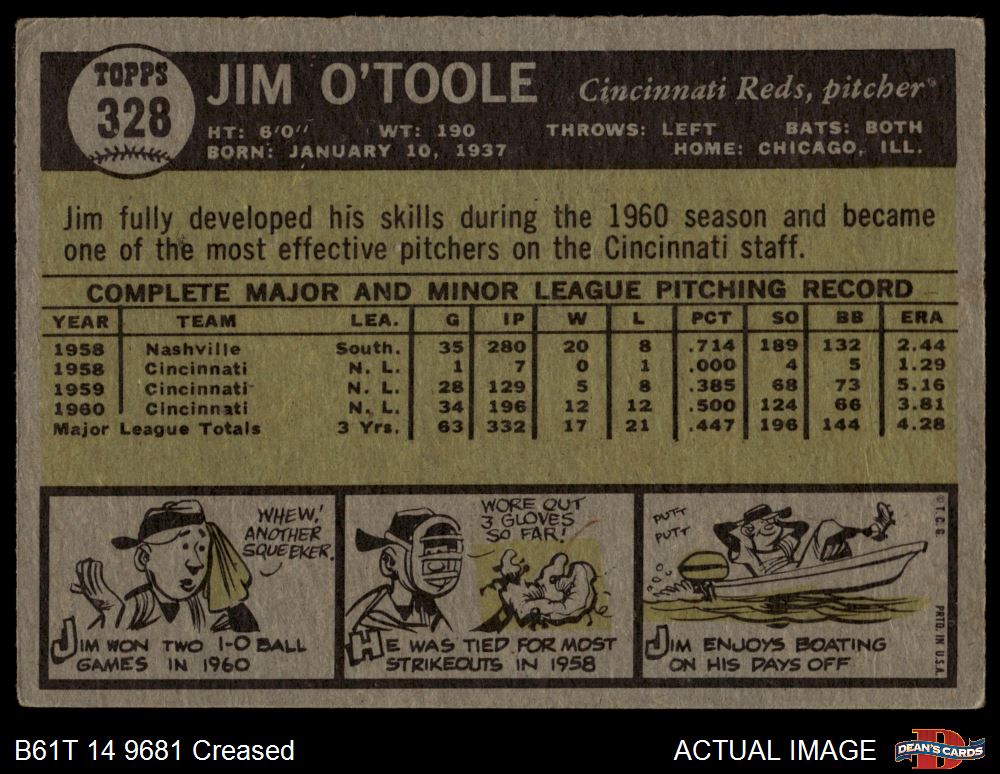 TOPPS
328
JIM O'TOOLE
Cincinnati Reds, pitcher
HT: 6'0" WT: 190 THROWS: LEFT BATS: BOTH
BORN: JANUARY 10, 1937 HOME: CHICAGO, ILL.
Jim fully developed his skills during the 1960 season and became
one of the most effective pitchers on the Cincinnati staff.
COMPLETE MAJOR AND MINOR LEAGUE PITCHING RECORD
YEAR TEAM LEA. G IP W L PCT SO BB ERA
1958 Nashville South. 35 280 20 8 .714 189 132 2.44
1958 Cincinnati N. L. 1 7 0 1 .000 4 5 1.29
1959 Cincinnati N. L. 28 129 5 8 .385 68 73 5.16
1960 Cincinnati N. L. 34 196 12 12 .500 124 66 3.81
Major League Totals 3 Yrs. 63 332 17 21 .447 196 144 4.28
WHEW!
ANOTHER
SQUEEKER.
JIM WON TWO 1-0 BALL
GAMES IN 1960
WORE OUT
3 GLOVES
SO FAR!
HE WAS TIED FOR MOST
STRIKEOUTS IN 1958
PUTT
PUTT
JIM ENJOYS BOATING
ON HIS DAYS OFF
© T.C.G.
PRTD. IN U.S.A.
B61T 14 9681 Creased
ACTUAL IMAGE
DEAN'S CARDS